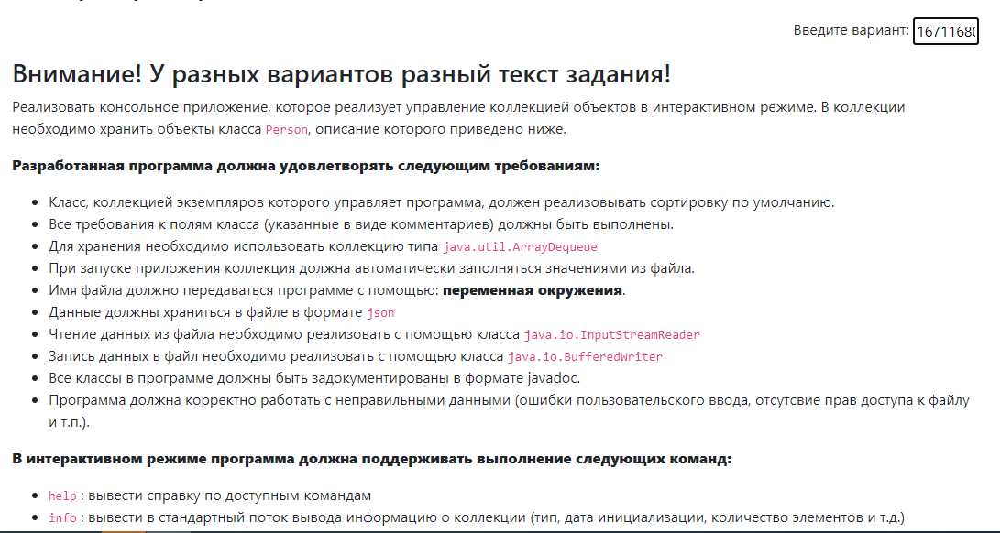 Введите вариант: 1671168
Внимание! У разных вариантов разный текст задания!
Реализовать консольное приложение, которое реализует управление коллекцией объектов в интерактивном режиме. В коллекции
необходимо хранить объекты класса Person, описание которого приведено ниже.
Разработанная программа должна удовлетворять следующим требованиям:
Класс, коллекцией экземпляров которого управляет программа, должен реализовывать сортировку по умолчанию.
Все требования к полям класса (указанные в виде комментариев) должны быть выполнены.
Для хранения необходимо использовать коллекцию типа java.util.ArrayDequeue
При запуске приложения коллекция должна автоматически заполняться значениями из файла.
Имя файла должно передаваться программе с помощью: переменная окружения.
Данные должны храниться в файле в формате json
Чтение данных из файла необходимо реализовать с помощью класса java.io.InputStreamReader
Запись данных в файл необходимо реализовать с помощью класса java.io.BufferedWriter
Все классы в программе должны быть задокументированы в формате javadoc.
Программа должна корректно работать с неправильными данными (ошибки пользовательского ввода, отсутсвие прав доступа к файлу
и т.п.).
В интерактивном режиме программа должна поддерживать выполнение следующих команд:
help : вывести справку по доступным командам
info : вывести в стандартный поток вывода информацию о коллекции (тип, дата инициализации, количество элементов и т.д.)